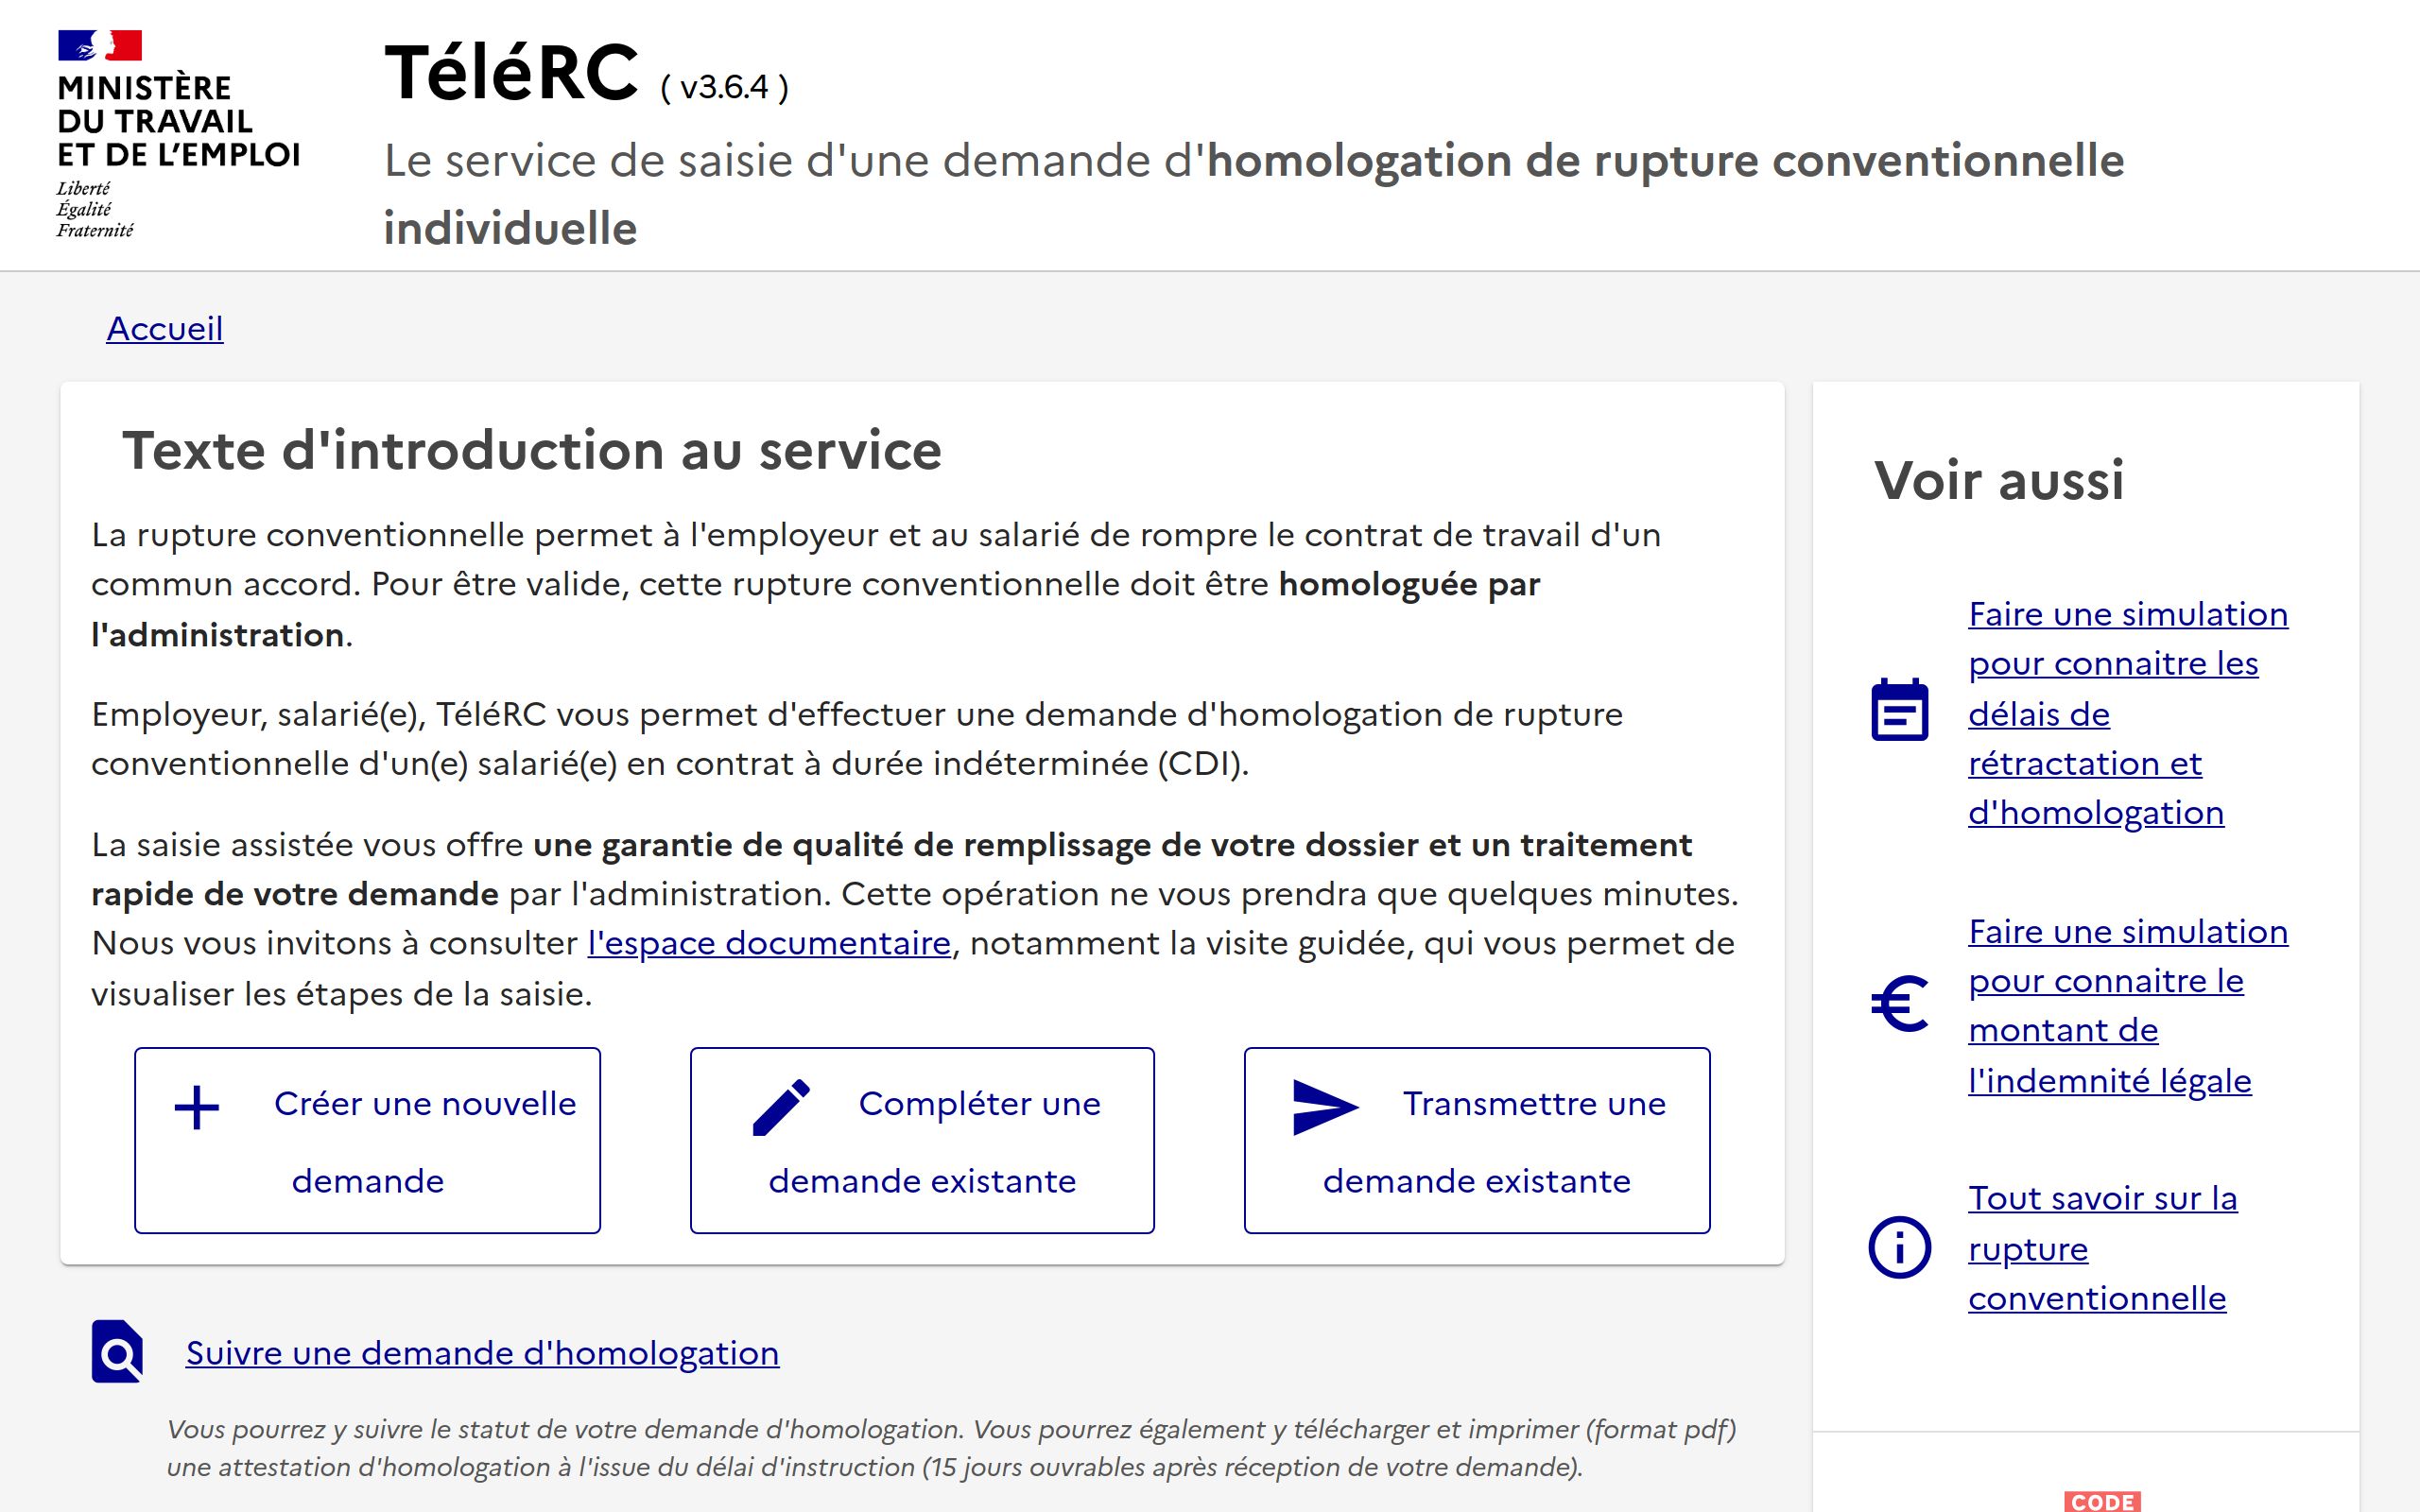 MINISTÈRE
DU TRAVAIL
ET DE L'EMPLOI
Liberté
Égalité
Fraternité
TéléRC ( v3.6.4 )
Le service de saisie d'une demande d'homologation de rupture conventionnelle
individuelle
Accueil
Texte d'introduction au service
La rupture conventionnelle permet à l'employeur et au salarié de rompre le contrat de travail d'un
commun accord. Pour être valide, cette rupture conventionnelle doit être homologuée par
l'administration.
Employeur, salarié(e), TéléRC vous permet d'effectuer une demande d'homologation de rupture
conventionnelle d'un(e) salarié(e) en contrat à durée indéterminée (CDI).
La saisie assistée vous offre une garantie de qualité de remplissage de votre dossier et un traitement
rapide de votre demande par l'administration. Cette opération ne vous prendra que quelques minutes.
Nous vous invitons à consulter l'espace documentaire, notamment la visite guidée, qui vous permet de
visualiser les étapes de la saisie.
Créer une nouvelle
demande
Compléter une
demande existante
Transmettre une
demande existante
Suivre une demande d'homologation
Vous pourrez y suivre le statut de votre demande d'homologation. Vous pourrez également y télécharger et imprimer (format pdf)
une attestation d'homologation à l'issue du délai d'instruction (15 jours ouvrables après réception de votre demande).
Voir aussi
Faire une simulation
pour connaitre les
délais de
rétractation et
d'homologation
Faire une simulation
pour connaitre le
montant de
l'indemnité légale
Tout savoir sur la
rupture
conventionnelle
CODE